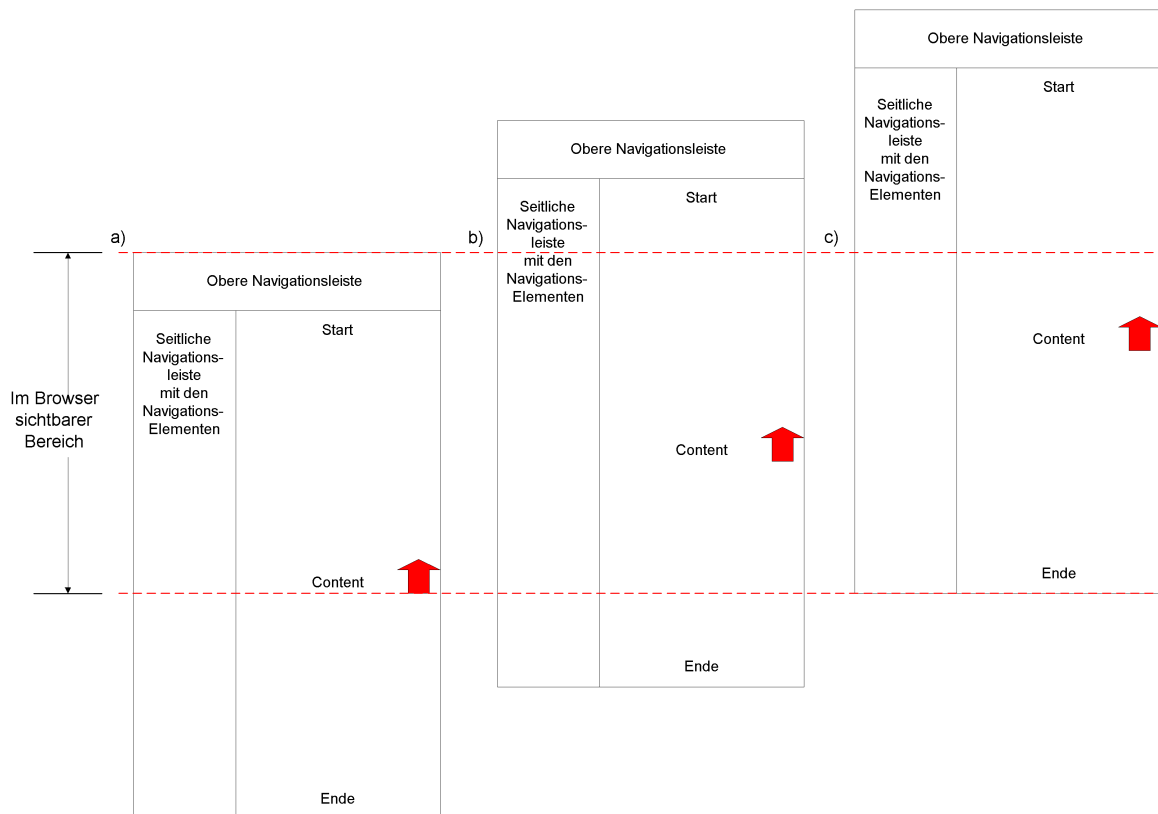 a)
Obere Navigationsleiste
Seitliche
Navigations-
leiste
mit den
Navigations-
Elementen
Start
Content
Ende
Im Browser
sichtbarer
Bereich
b)
Obere Navigationsleiste
Seitliche
Navigations-
leiste
mit den
Navigations-
Elementen
Start
Content
Ende
c)
Obere Navigationsleiste
Seitliche
Navigations-
leiste
mit den
Navigations-
Elementen
Start
Content
Ende